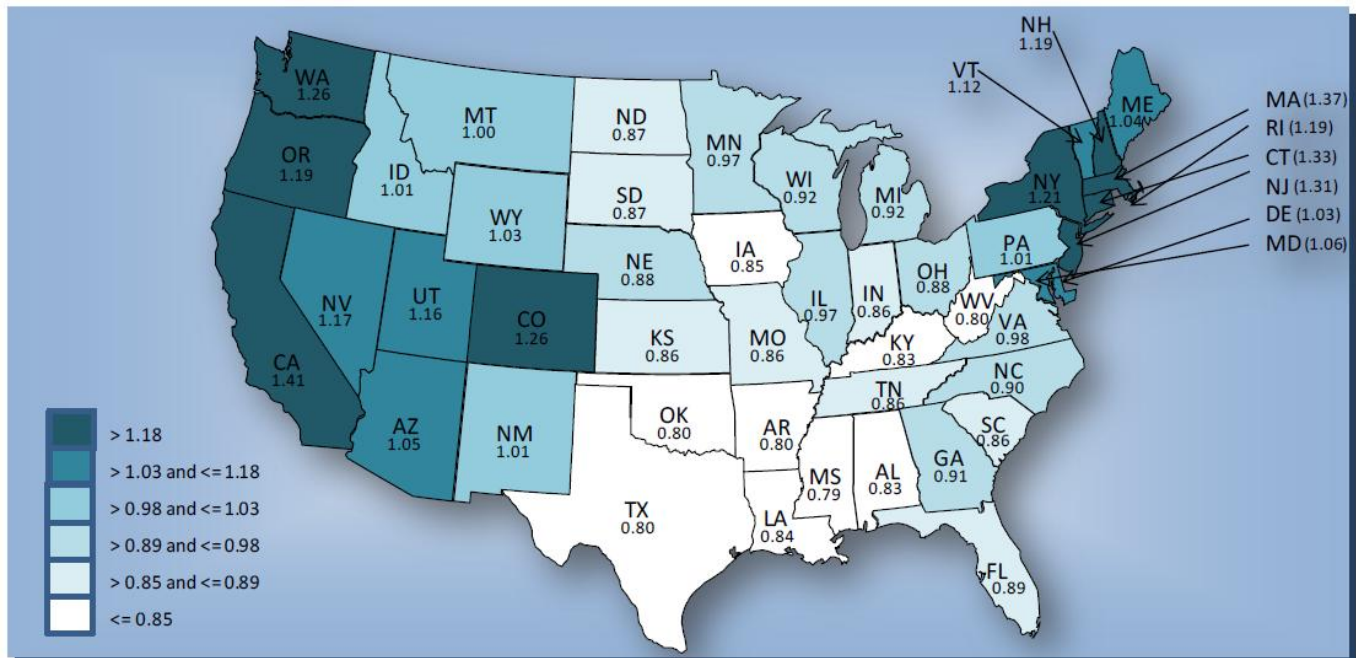 NH
1.19
VT
1.12
WA
1.26
MT
1.00
ND
0.87
MN
0.97
ME
1.04
MA (1.37)
RI (1.19)
CT (1.33)
NJ (1.31)
DE (1.03)
MD (1.06)
OR
1.19
ID
1.01
WY
1.03
SD
0.87
WI
0.92
MI
0.92
NY
1.21
IA
0.85
NE
0.88
PA
1.01
OH
0.88
IL
0.97
IN
0.86
WV
0.80
VA
0.98
NV
1.17
UT
1.16
CO
1.26
KS
0.86
MO
0.86
KY
0.83
CA
1.41
NC
0.90
TN
0.86
AZ
1.05
NM
1.01
OK
0.80
AR
0.80
SC
0.86
MS
0.79
AL
0.83
GA
0.91
TX
0.80
LA
0.84
FL
0.89
> 1.18
> 1.03 and <= 1.18
> 0.98 and <= 1.03
> 0.89 and <= 0.98
> 0.85 and <= 0.89
<= 0.85